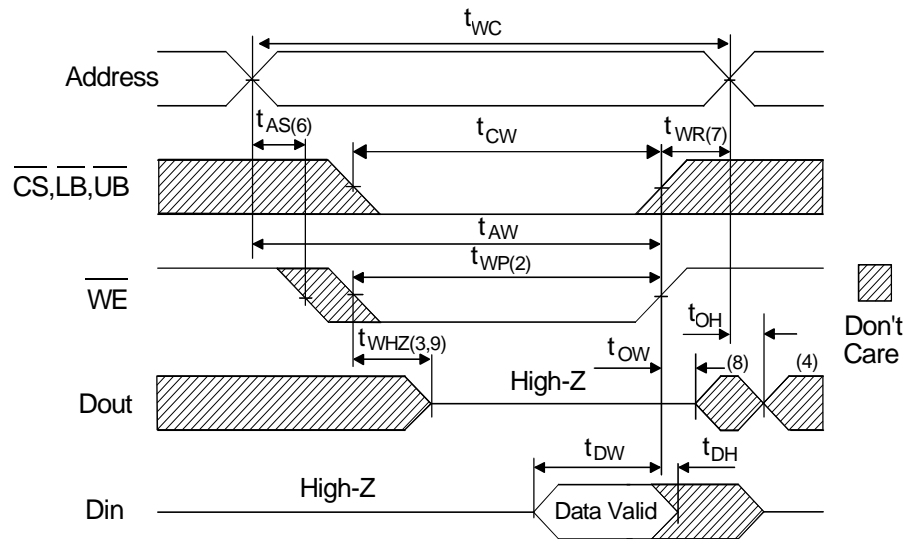 tWC
Address
tAS(6)
tCW
tWR(7)
CS,LB,UB
tAW
tWP(2)
WE
tOH
Don't
Care
tWHZ(3,9)
tOW
(8)
(4)
High-Z
Dout
tDW
tDH
High-Z
Din
Data Valid